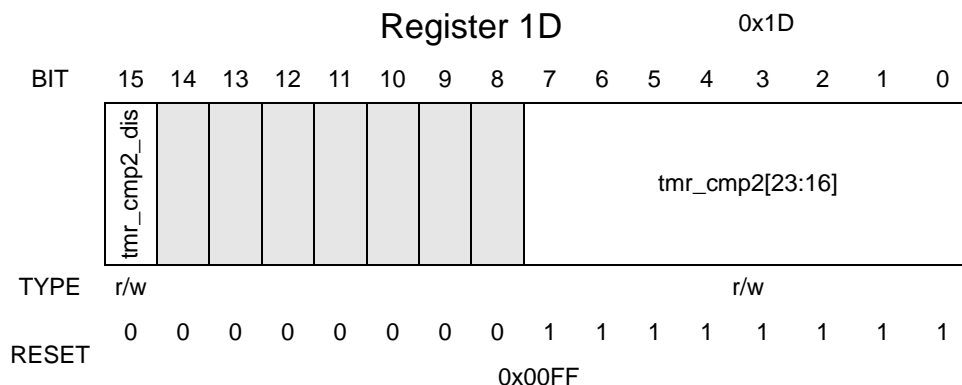 Register 1D 0x1D
BIT 15 14 13 12 11 10 9 8 7 6 5 4 3 2 1 0
tmr_cmp2_dis
tmr_cmp2[23:16]
TYPE r/w r/w
RESET 0 0 0 0 0 0 0 0 1 1 1 1 1 1 1 1
0x00FF